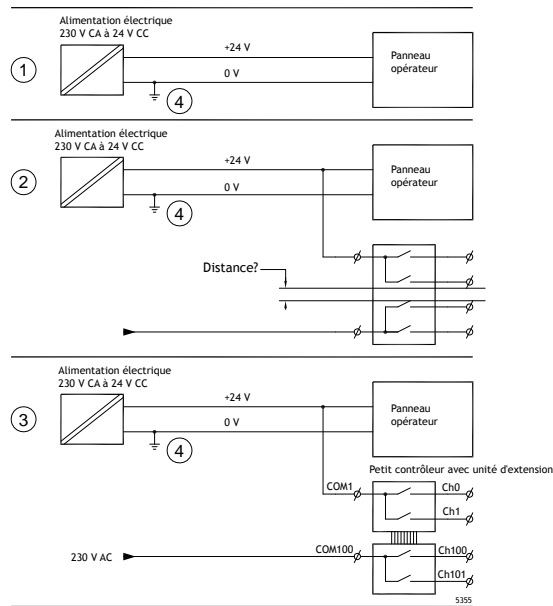 Alimentation électrique
230 V CA à 24 V CC
+24 V
0 V
Panneau
opérateur
1
4
Alimentation électrique
230 V CA à 24 V CC
+24 V
0 V
Panneau
opérateur
2
4
Distance?
Alimentation électrique
230 V CA à 24 V CC
+24 V
0 V
Panneau
opérateur
3
4
Petit contrôleur avec unité d'extension
COM1
Ch0
Ch1
230 V AC
COM100
Ch100
Ch101
5355